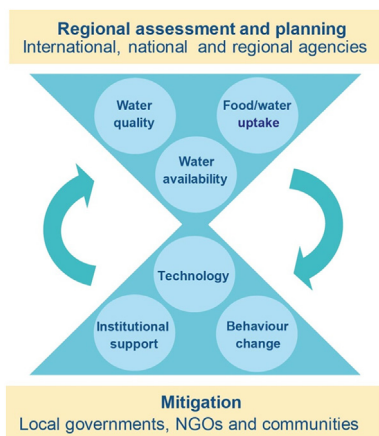 Regional assessment and planning
International, national and regional agencies
Water
quality
Food/water
uptake
Water
availability
Technology
Institutional
support
Behaviour
change
Mitigation
Local governments, NGOs and communities